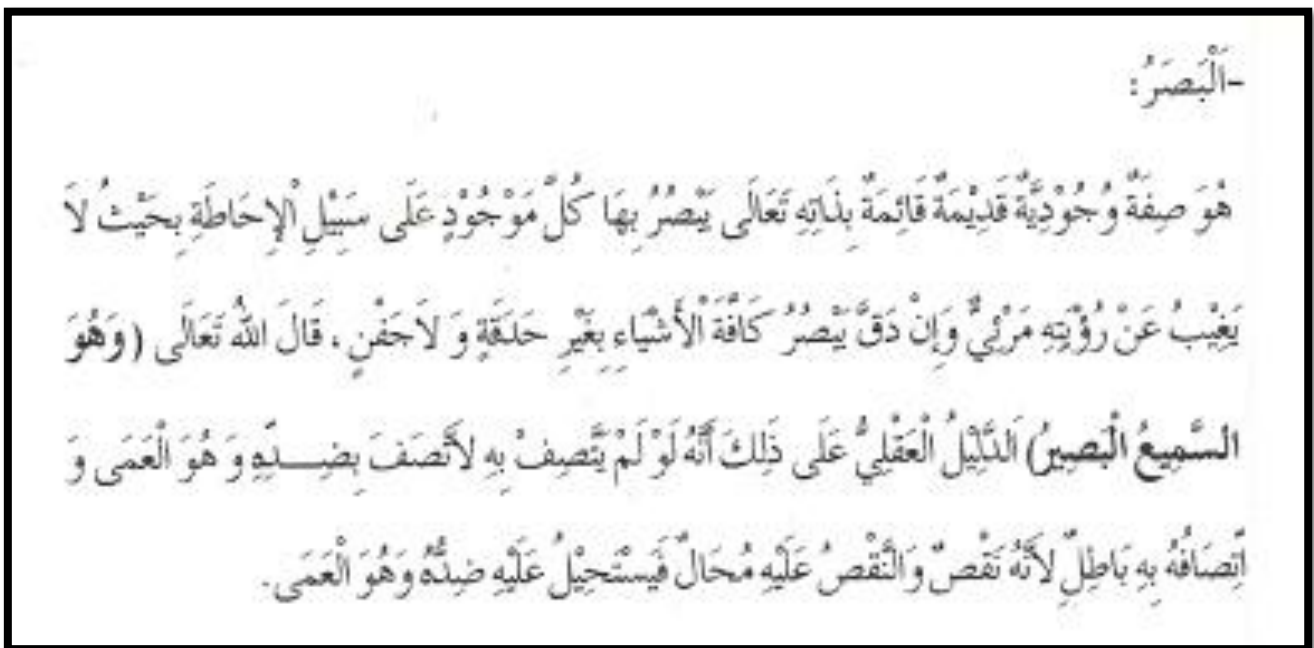 -اَلْبَصَرُ:
هُوَ صِفَةٌ وُجُوْدِيَّةٌ قَدِيْمَةٌ قَائِمَةٌ بِذَاتِهِ تَعَالَى يَبْصُرُ بِهَا كُلَّ مَوْجُوْدٍ عَلَى سَبِيْلِ الْإِحَاطَةِ بِحَيْثُ لَا
يَغِيْبُ عَنْ رُؤْيَتِهِ مَرْئِيٌّ وَإِنْ دَقَّ يَبْصُرُ كَافَّةَ الْأَشْيَاءِ بِغَيْرِ حَدَقَةٍ وَ لَاجَفْنٍ ، قَالَ اللهُ تَعَالَى ( وَهُوَ
السَّمِيعُ الْبَصِيرُ) اَلدَّلِيْلُ الْعَقْلِيُّ عَلَى ذَلِكَ أَنَّهُ لَوْ لَمْ يَتَّصِفْ بِهِ لَاتَّصَفَ بِضِدِّهِ وَ هُوَ الْعَمَى وَ
اتِّصَافُهُ بِهِ بَاطِلٌ لِأَنَّهُ نَقْصٌ وَالنَّقْصُ عَلَيْهِ مُحَالٌ فَيَسْتَحِيْلُ عَلَيْهِ ضِدُّهُ وَهُوَ الْعَمَى.